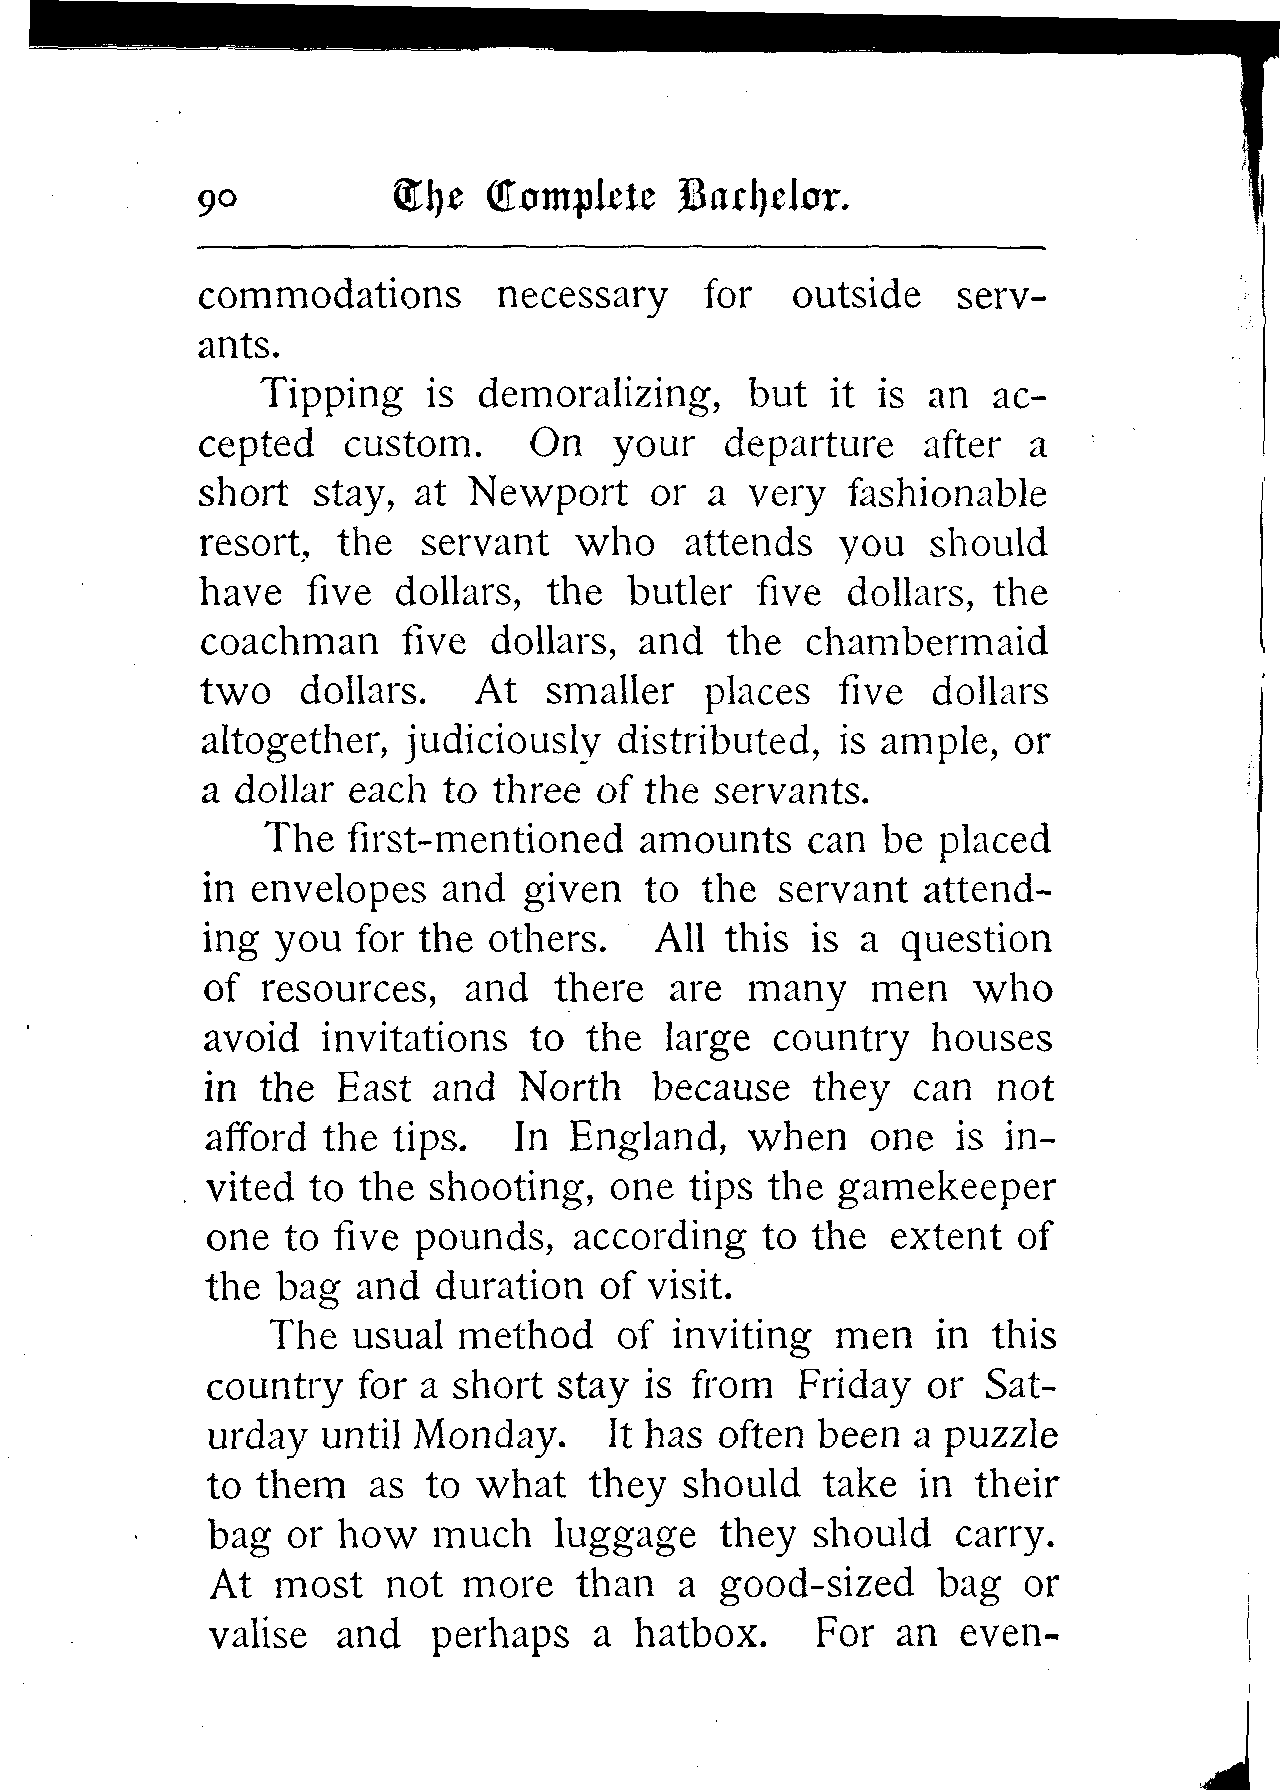 90 The Complete Bachelor.
commodations necessary for outside serv-
ants.
Tipping is demoralizing, but it is an ac-
cepted custom. On your departure after a
short stay, at Newport or a very fashionable
resort, the servant who attends you should
have five dollars, the butler five dollars, the
coachman five dollars, and the chambermaid
two dollars. At smaller places five dollars
altogether, judiciously distributed, is ample, or
a dollar each to three of the servants.
The first-mentioned amounts can be placed
in envelopes and given to the servant attend-
ing you for the others. All this is a question
of resources, and there are many men who
avoid invitations to the large country houses
in the East and North because they can not
afford the tips. In England, when one is in-
vited to the shooting, one tips the gamekeeper
one to five pounds, according to the extent of
the bag and duration of visit.
The usual method of inviting men in this
country for a short stay is from Friday or Sat-
urday until Monday. It has often been a puzzle
to them as to what they should take in their
bag or how much luggage they should carry.
At most not more than a good-sized bag or
valise and perhaps a hatbox. For an even-